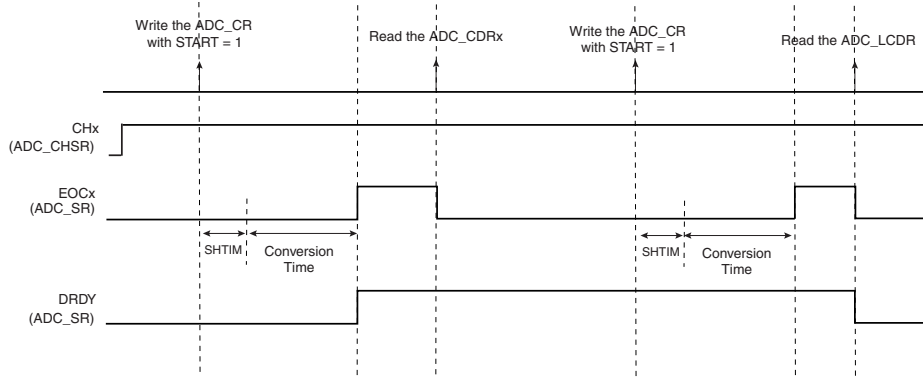 Write the ADC_CR
with START = 1
Read the ADC_CDRx
Write the ADC_CR
with START = 1
Read the ADC_LCDR
CHx
(ADC_CHSR)
EOCx
(ADC_SR)
SHTIM
Conversion
Time
SHTIM
Conversion
Time
DRDY
(ADC_SR)